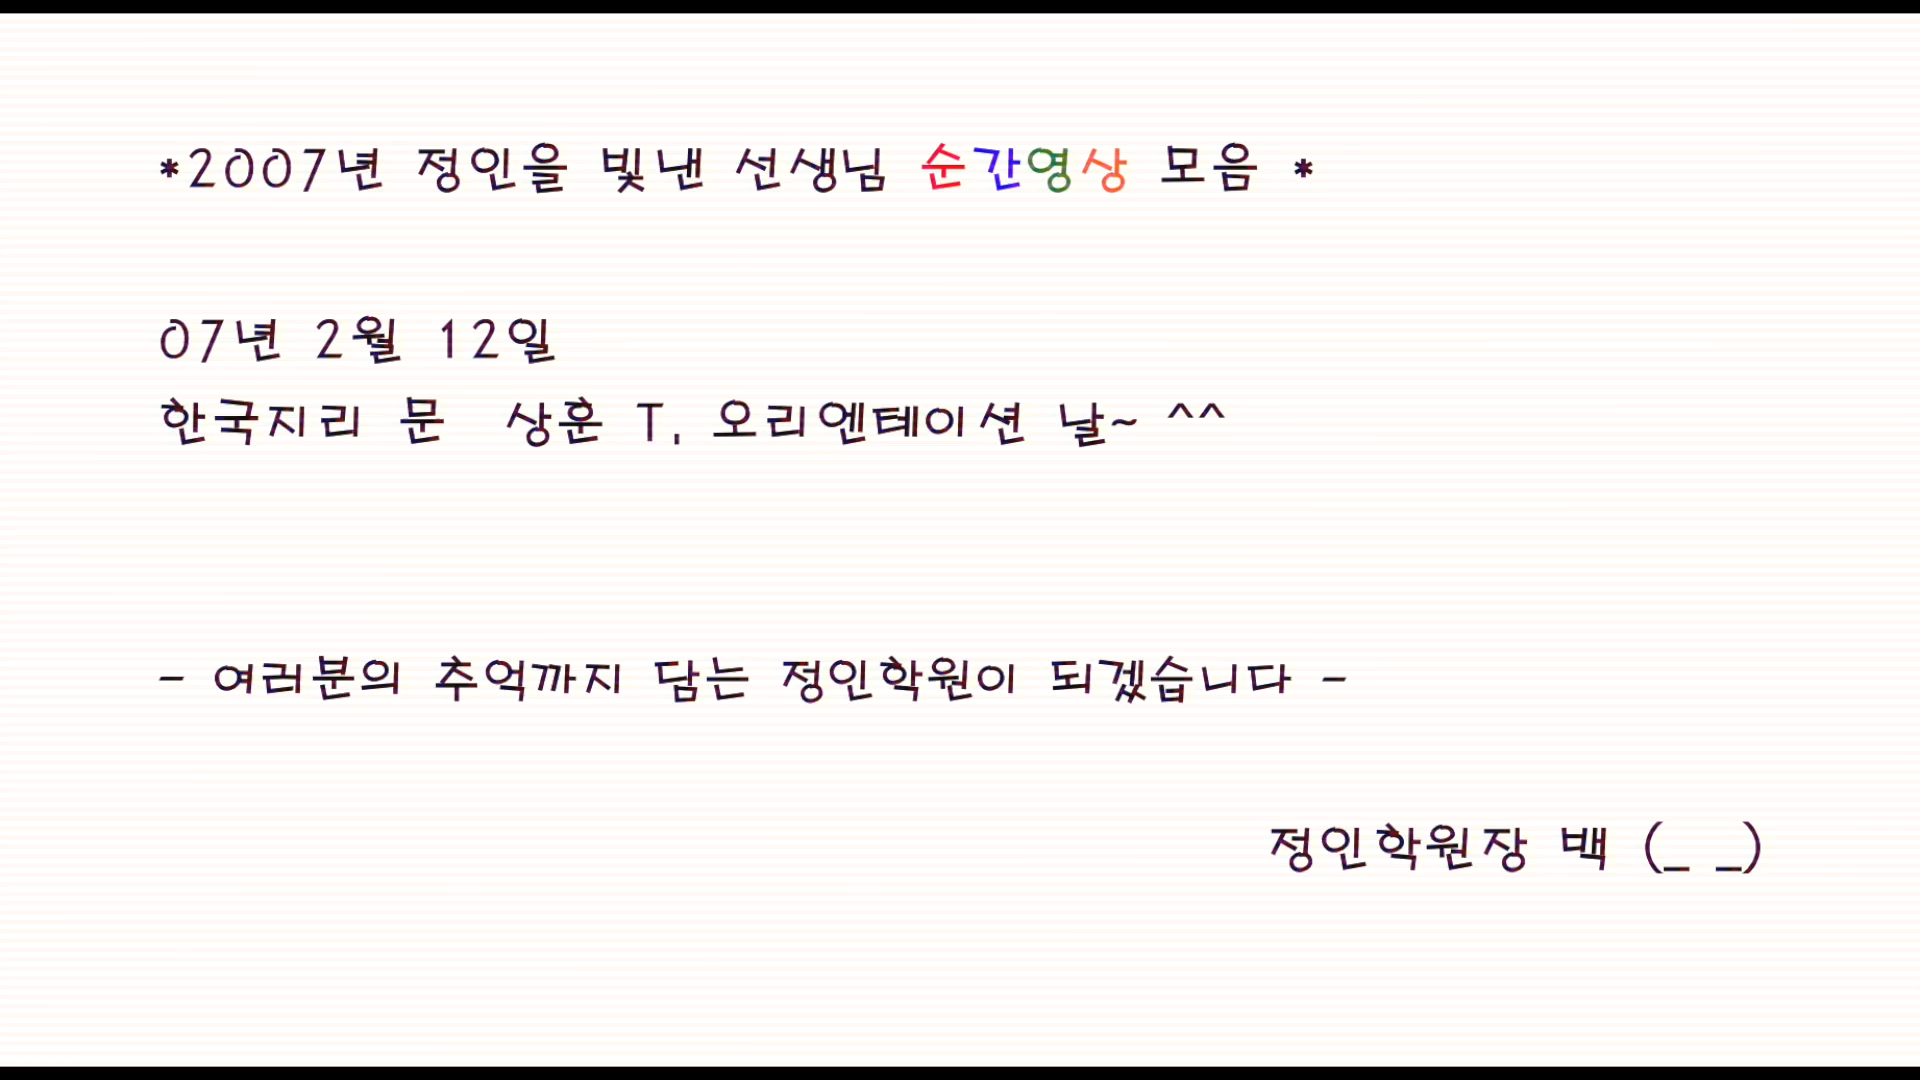 *2007년 정인을 빛낸 선생님 순간영상 모음 *
07년 2월 12일
한국지리 문 상훈 T. 오리엔테이션 날~ ^^
- 여러분의 추억까지 담는 정인학원이 되겠습니다 -
정인학원장 백 (_ _)